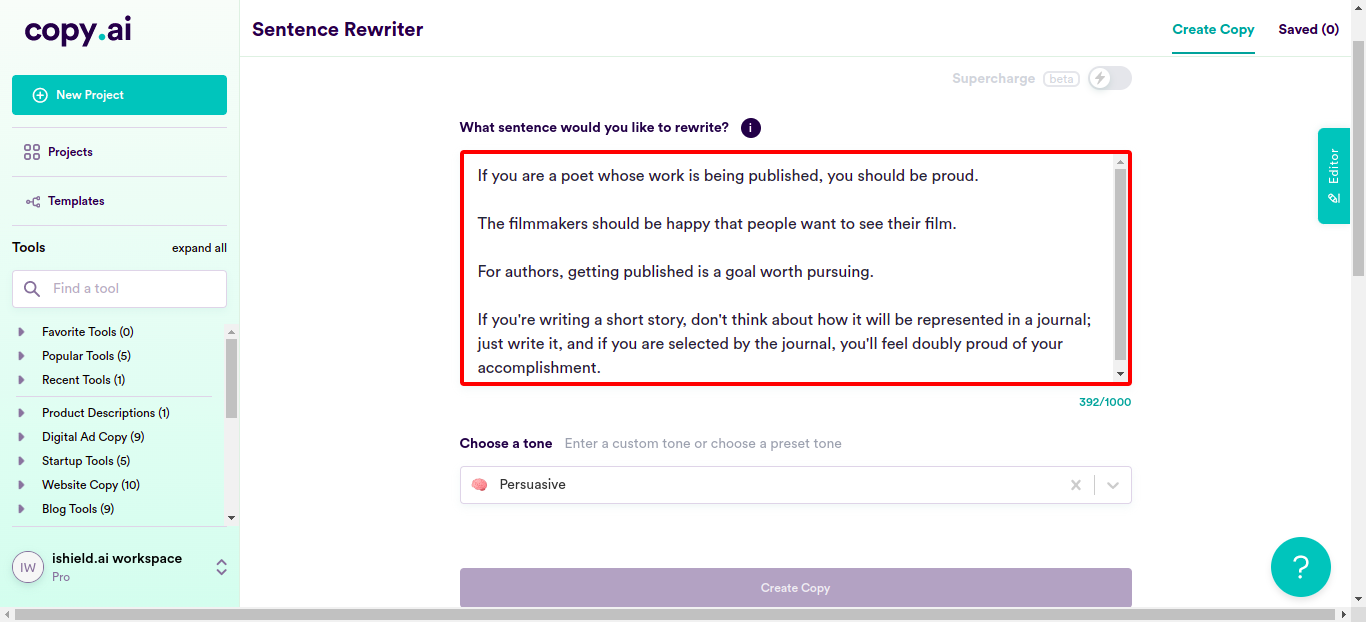 copy.ai
Sentence Rewriter
Create Copy
Saved (0)
New Project
Projects
Templates
Tools
expand all
Find a tool
Favorite Tools (0)
Popular Tools (5)
Recent Tools (1)
Product Descriptions (1)
Digital Ad Copy (9)
Startup Tools (5)
Website Copy (10)
Blog Tools (9)
IW
ishield.ai workspace
Pro
Supercharge beta
What sentence would you like to rewrite? i
If you are a poet whose work is being published, you should be proud.
The filmmakers should be happy that people want to see their film.
For authors, getting published is a goal worth pursuing.
If you're writing a short story, don't think about how it will be represented in a journal;
just write it, and if you are selected by the journal, you'll feel doubly proud of your
accomplishment.
392/1000
Choose a tone Enter a custom tone or choose a preset tone
Persuasive
Create Copy
Editor
?